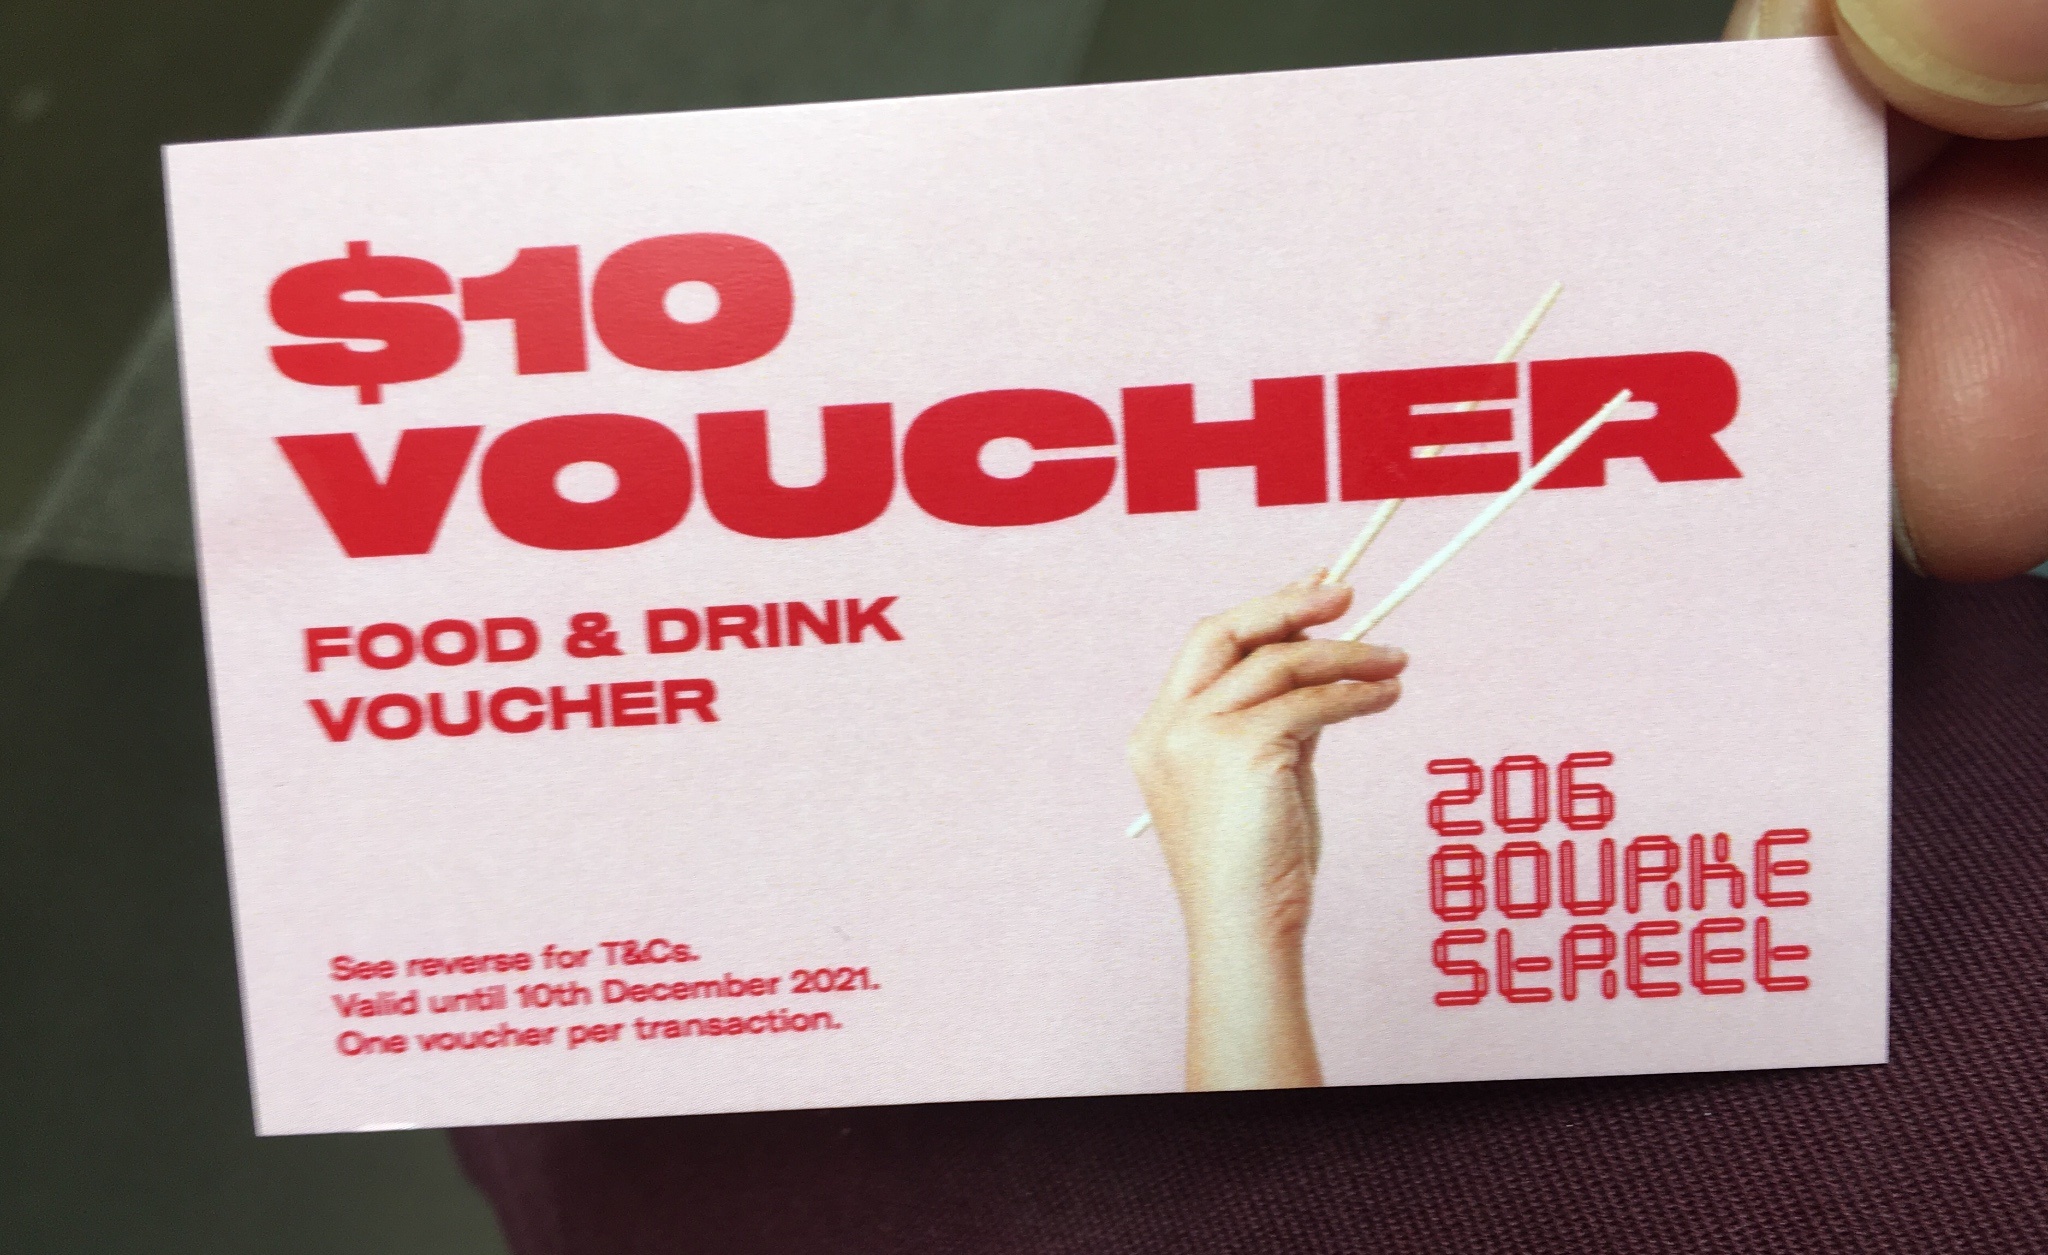 $10
VOUCHER
FOOD & DRINK
VOUCHER
See reverse for T&Cs.
Valid until 10th December 2021.
One voucher per transaction.
206
BOURKE
StREEt